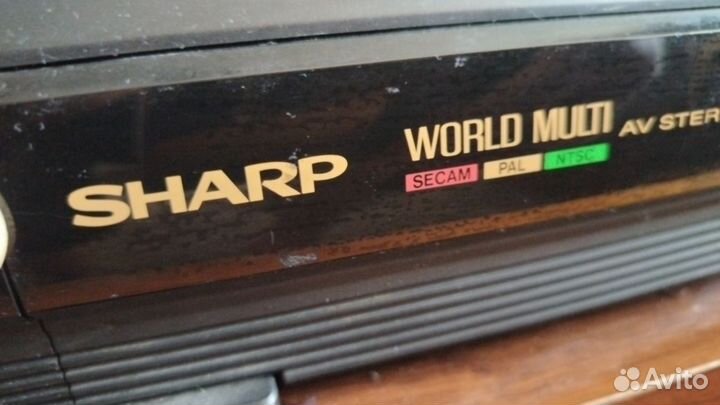 SHARP
WORLD MULTI AV STER
SECAM PAL NTSC
Avito